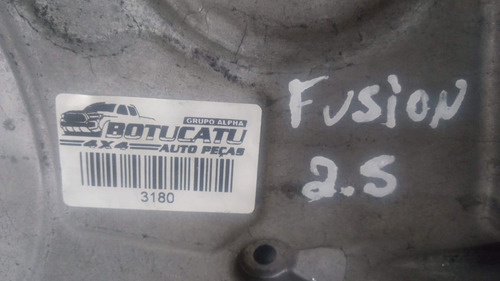 GRUPO ALPHA
BOTUCATU
4X4 AUTO PEÇAS
3180
FUSION
2.5